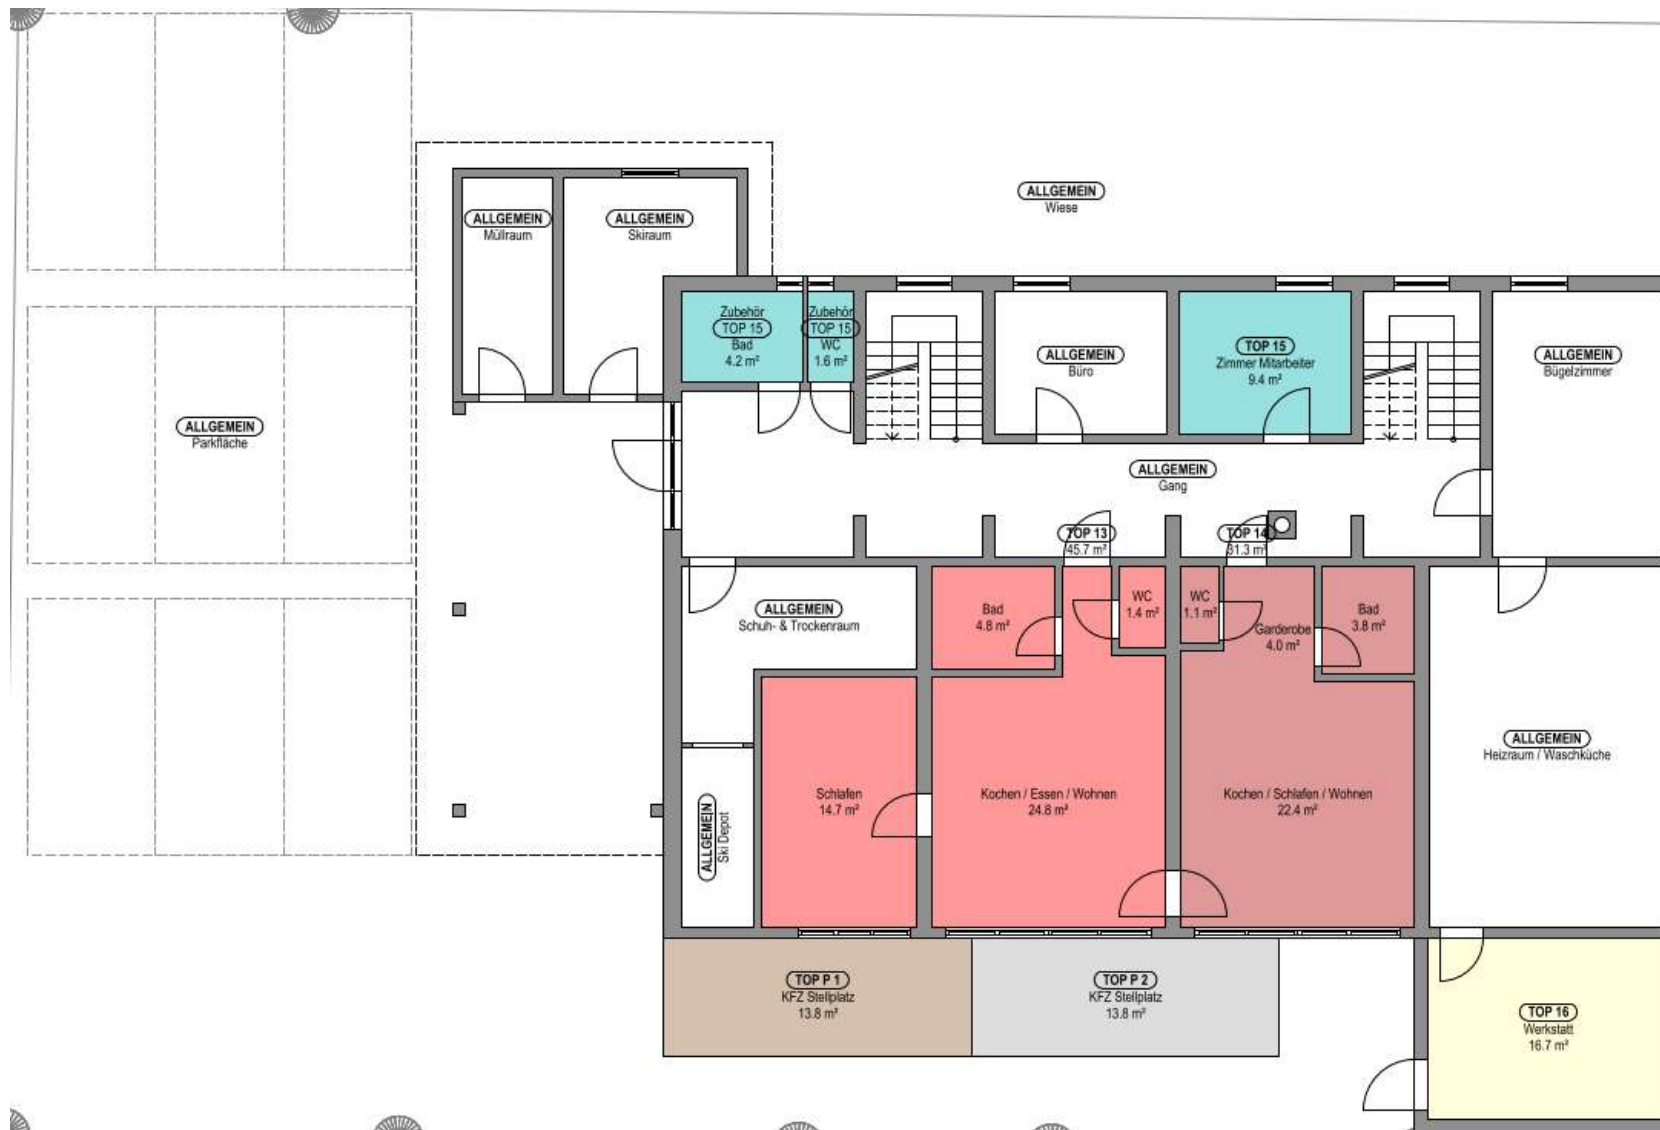 ALLGEMEIN
Wiese
ALLGEMEIN
Müllraum
ALLGEMEIN
Skiraum
Zubehör
TOP 15
Bad
4.2 m²
Zubehör
TOP 15
WC
1.6 m²
ALLGEMEIN
Büro
TOP 15
Zimmer Mitarbeiter
9.4 m²
ALLGEMEIN
Bügelzimmer
ALLGEMEIN
Parkfläche
ALLGEMEIN
Gang
TOP 13
45.7 m²
TOP 14
31.3 m²
ALLGEMEIN
Schuh- & Trockenraum
Bad
4.8 m²
WC
1.4 m²
WC
1.1 m²
Garderobe
4.0 m²
Bad
3.8 m²
ALLGEMEIN
Heizraum / Waschküche
Schlafen
14.7 m²
Kochen / Essen / Wohnen
24.8 m²
Kochen / Schlafen / Wohnen
22.4 m²
ALLGEMEIN
Ski Depot
TOP P 1
KFZ Stellplatz
13.8 m²
TOP P 2
KFZ Stellplatz
13.8 m²
TOP 16
Werkstatt
16.7 m²